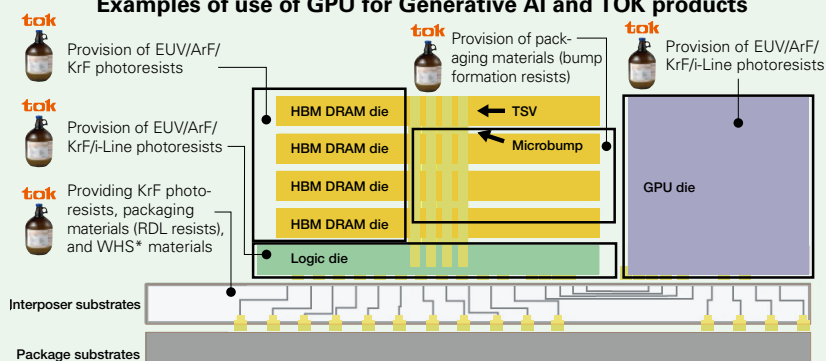 Examples of use of GPU for Generative AI and TOK products
tok
Provision of EUV/ArF/
KrF photoresists
tok
Provision of pack-
aging materials (bump
formation resists)
tok
Provision of EUV/ArF/
KrF/i-Line photoresists
tok
Provision of EUV/ArF/
KrF/i-Line photoresists
tok
Providing KrF photo-
resists, packaging
materials (RDL resists),
and WHS* materials
HBM DRAM die
HBM DRAM die
HBM DRAM die
HBM DRAM die
TSV
Microbump
Logic die
GPU die
Interposer substrates
Package substrates